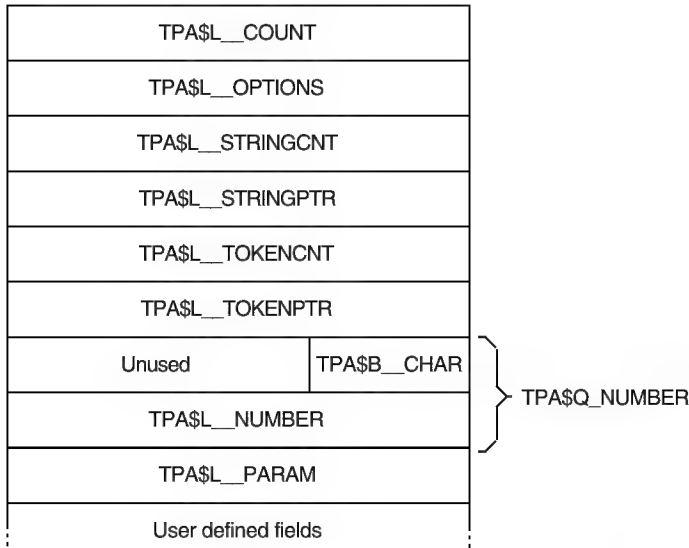 TPA$L__COUNT
TPA$L__OPTIONS
TPA$L__STRINGCNT
TPA$L__STRINGPTR
TPA$L__TOKENCNT
TPA$L__TOKENPTR
Unused TPA$B__CHAR
TPA$Q_NUMBER
TPA$L__NUMBER
TPA$L__PARAM
User defined fields